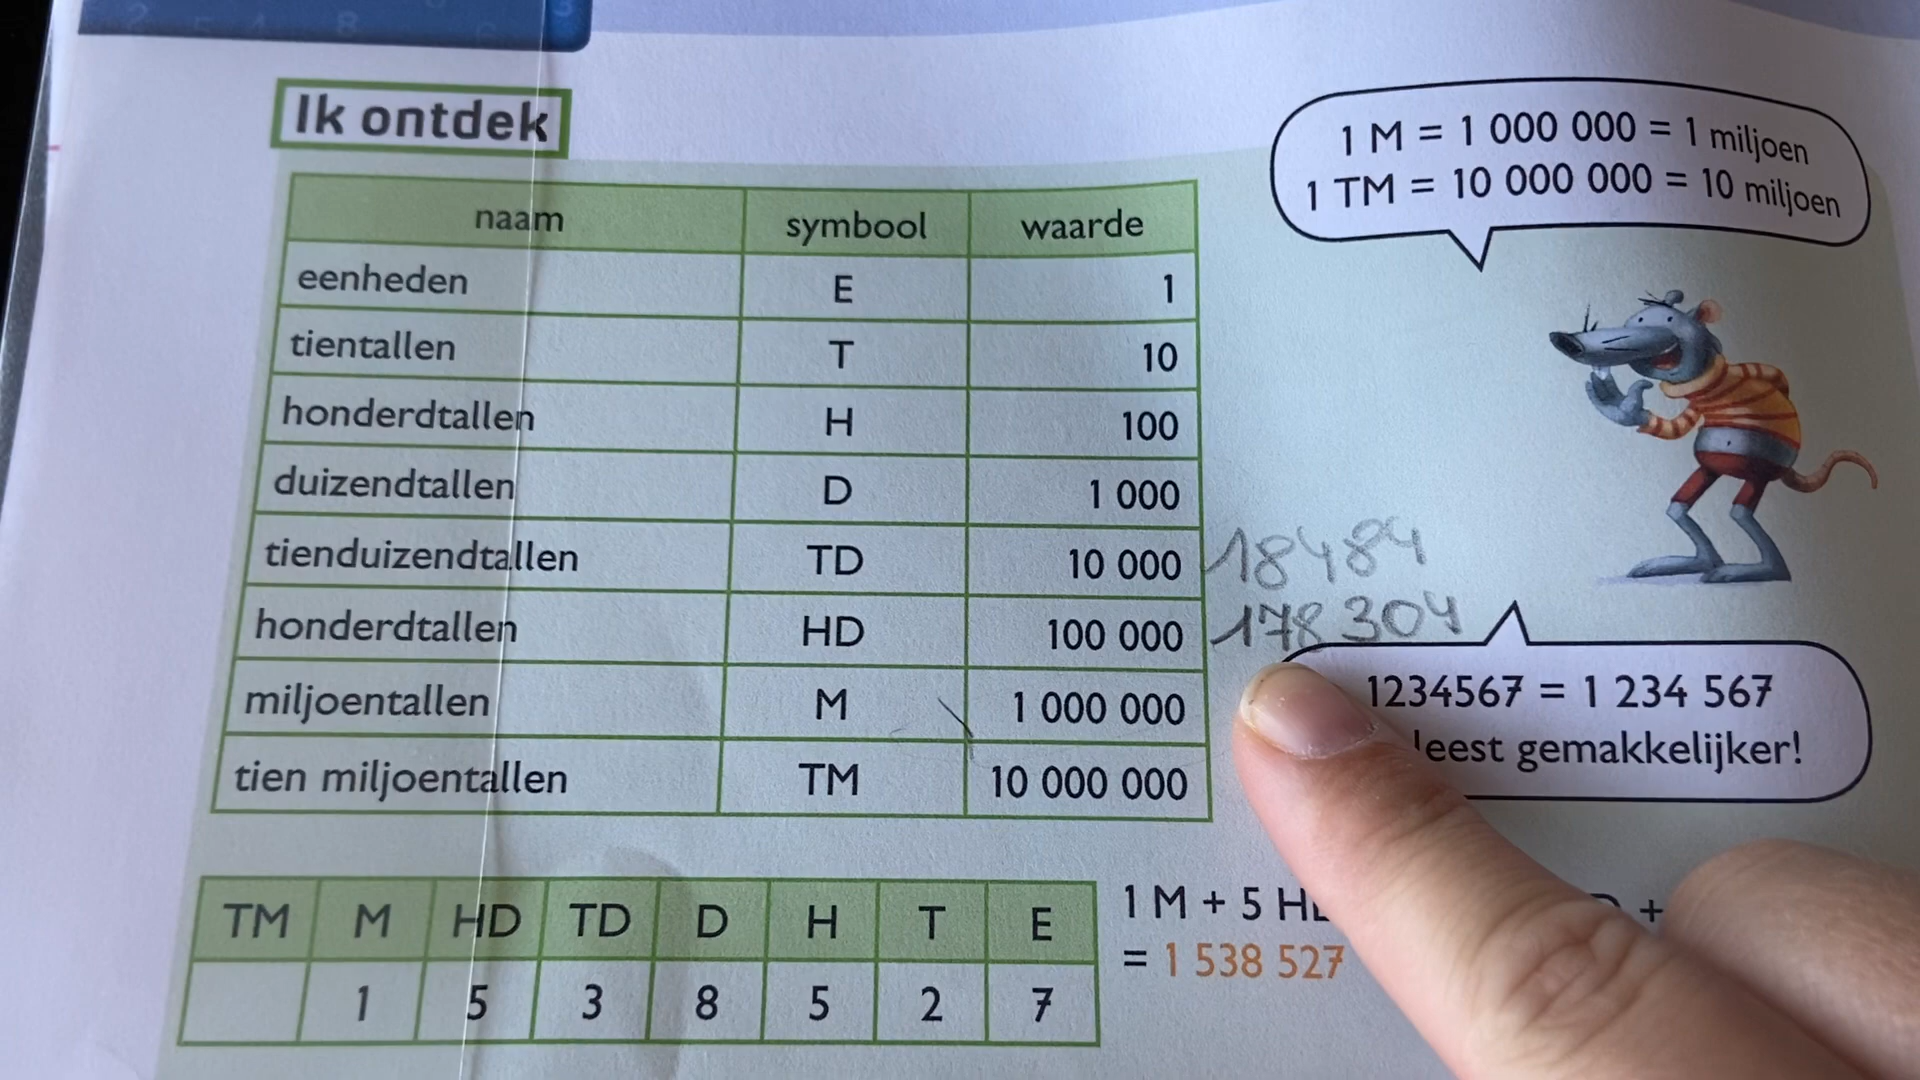 Ik ontdek
1 M = 1 000 000 = 1 miljoen
1 TM = 10 000 000 = 10 miljoen
naam symbool waarde
eenheden E 1
tientallen T 10
honderdtallen H 100
duizendtallen D 1 000
tienduizendtallen TD 10 000 18484
honderdtallen HD 100 000 178 304
miljoentallen M 1 000 000
tien miljoentallen TM 10 000 000
1234567 = 1 234 567
leest gemakkelijker!
TM M HD TD D H T E
1 5 3 8 5 2 7
1 M + 5 +
= 1 538 527